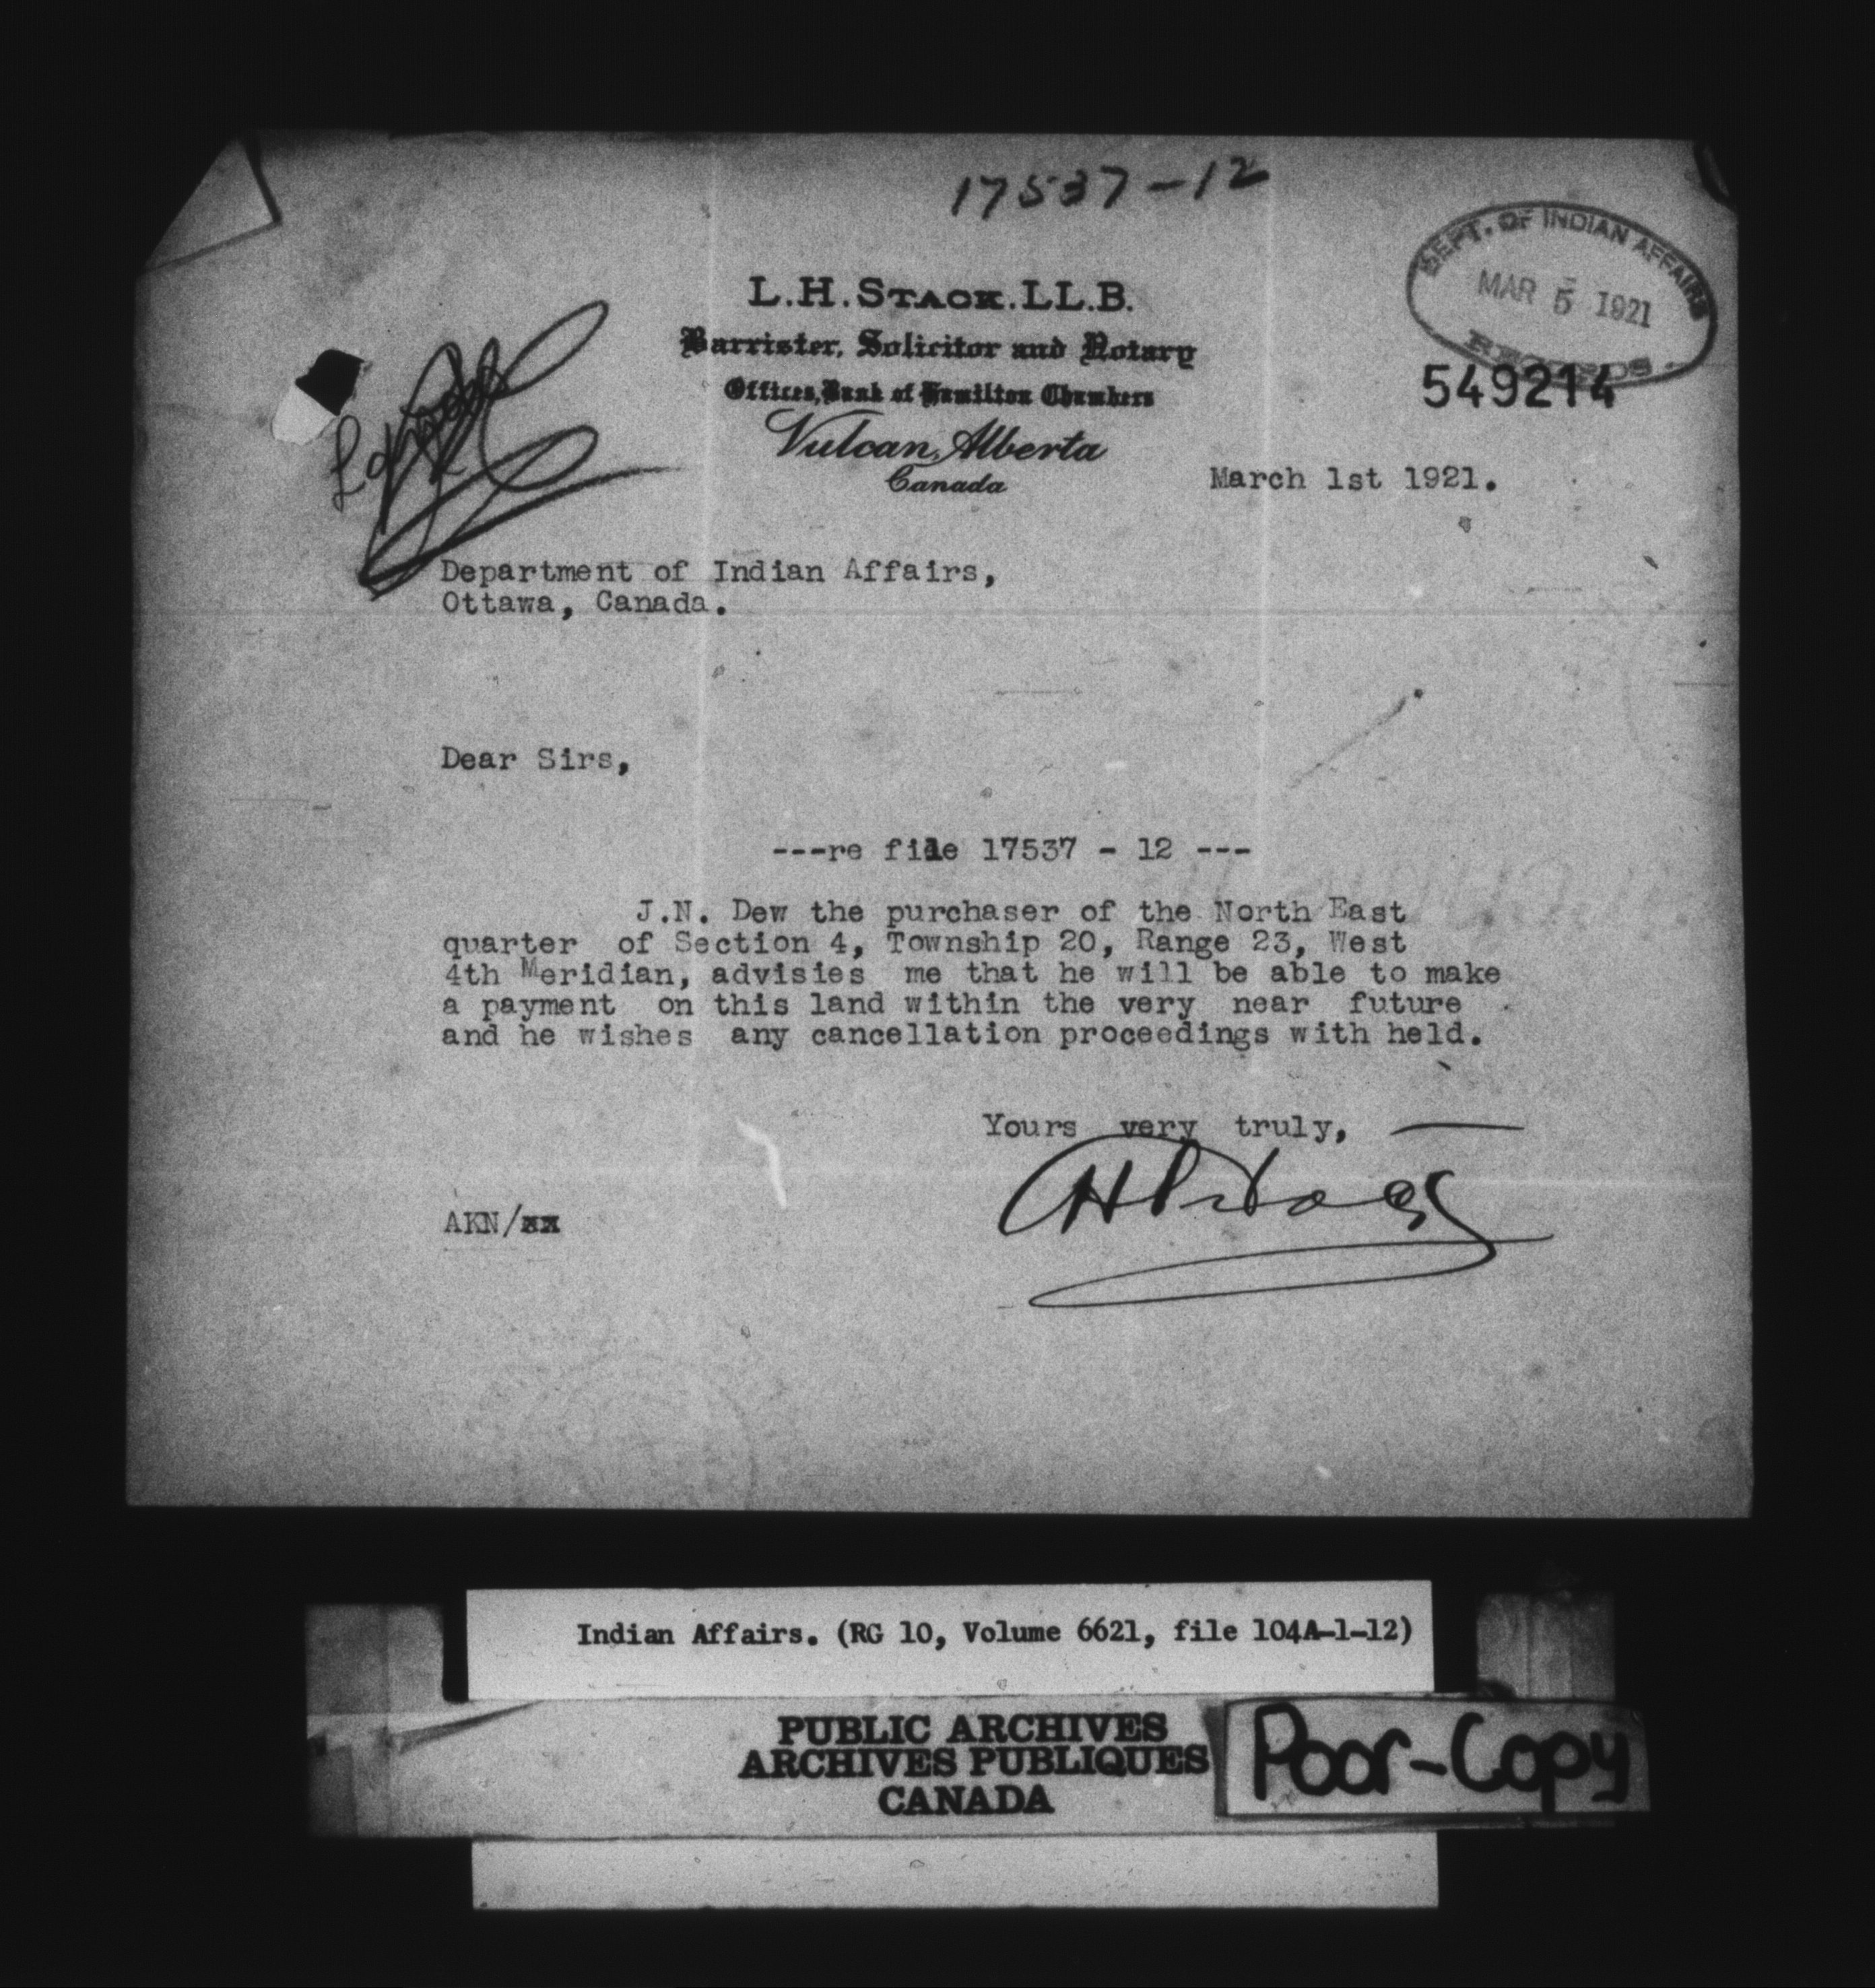 17537-12
DEPT. OF INDIAN AFFAIRS
MAR 5 1921
RECORDS
549214
L.H. STACK. LL.B.
Barrister, Solicitor and Notary
Offices, Bank of Hamilton Chambers
Vulcan, Alberta
Canada
March 1st 1921.
Department of Indian Affairs,
Ottawa, Canada.
Dear Sirs,
---re file 17537 - 12 ---
J.N. Dew the purchaser of the North East
quarter of Section 4, Township 20, Range 23, West
4th Meridian, advisies me that he will be able to make
a payment on this land within the very near future
and he wishes any cancellation proceedings with held.
Yours very truly,
AKN/xx
Indian Affairs. (RG 10, Volume 6621, file 104A-1-12)
PUBLIC ARCHIVES
ARCHIVES PUBLIQUES
CANADA
Poor-Copy